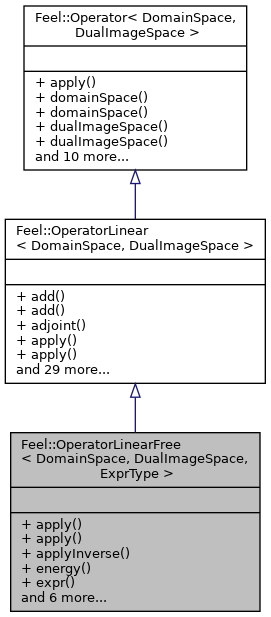 Feel::Operator< DomainSpace,
DualImageSpace >
+ apply()
+ domainSpace()
+ domainSpace()
+ dualImageSpace()
+ dualImageSpace()
and 10 more...
Feel::OperatorLinear
< DomainSpace, DualImageSpace >
+ add()
+ add()
+ adjoint()
+ apply()
+ apply()
and 29 more...
Feel::OperatorLinearFree
< DomainSpace, DualImageSpace,
ExprType >
+ apply()
+ apply()
+ applyInverse()
+ energy()
+ expr()
and 6 more...